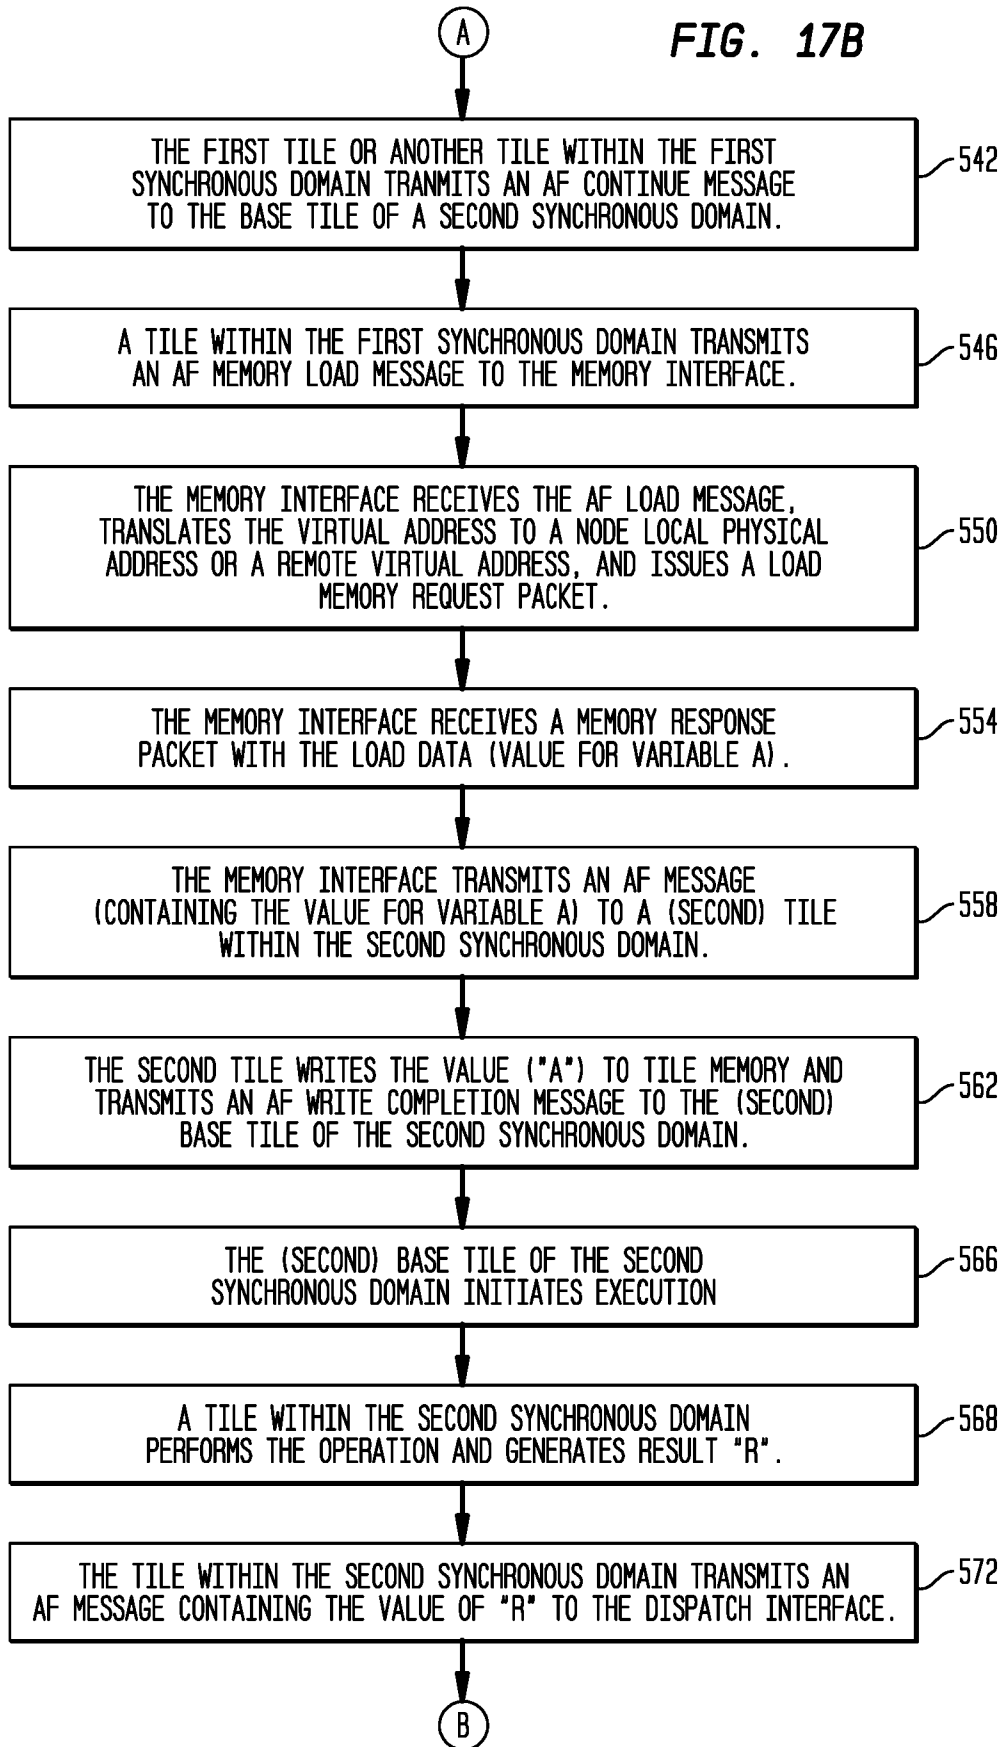 A
FIG. 17B
THE FIRST TILE OR ANOTHER TILE WITHIN THE FIRST
SYNCHRONOUS DOMAIN TRANMITS AN AF CONTINUE MESSAGE
TO THE BASE TILE OF A SECOND SYNCHRONOUS DOMAIN.
542
A TILE WITHIN THE FIRST SYNCHRONOUS DOMAIN TRANSMITS
AN AF MEMORY LOAD MESSAGE TO THE MEMORY INTERFACE.
546
THE MEMORY INTERFACE RECEIVES THE AF LOAD MESSAGE,
TRANSLATES THE VIRTUAL ADDRESS TO A NODE LOCAL PHYSICAL
ADDRESS OR A REMOTE VIRTUAL ADDRESS, AND ISSUES A LOAD
MEMORY REQUEST PACKET.
550
THE MEMORY INTERFACE RECEIVES A MEMORY RESPONSE
PACKET WITH THE LOAD DATA (VALUE FOR VARIABLE A).
554
THE MEMORY INTERFACE TRANSMITS AN AF MESSAGE
(CONTAINING THE VALUE FOR VARIABLE A) TO A (SECOND) TILE
WITHIN THE SECOND SYNCHRONOUS DOMAIN.
558
THE SECOND TILE WRITES THE VALUE ("A") TO TILE MEMORY AND
TRANSMITS AN AF WRITE COMPLETION MESSAGE TO THE (SECOND)
BASE TILE OF THE SECOND SYNCHRONOUS DOMAIN.
562
THE (SECOND) BASE TILE OF THE SECOND
SYNCHRONOUS DOMAIN INITIATES EXECUTION
566
A TILE WITHIN THE SECOND SYNCHRONOUS DOMAIN
PERFORMS THE OPERATION AND GENERATES RESULT "R".
568
THE TILE WITHIN THE SECOND SYNCHRONOUS DOMAIN TRANSMITS AN
AF MESSAGE CONTAINING THE VALUE OF "R" TO THE DISPATCH INTERFACE.
572
B